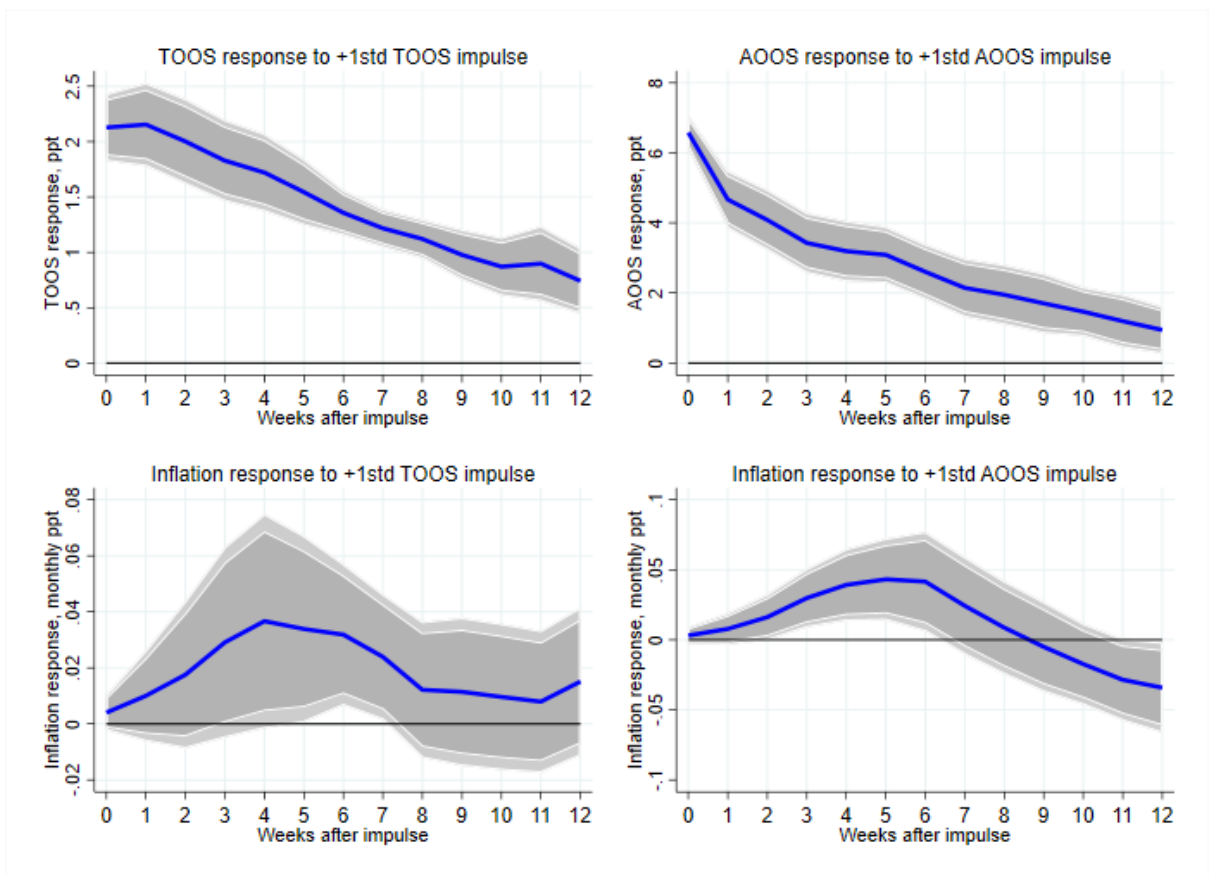 TOOS response to +1std TOOS impulse
TOOS response, ppt
2.5
2
1.5
1
.5
0
0 1 2 3 4 5 6 7 8 9 10 11 12
Weeks after impulse
AOOS response to +1std AOOS impulse
AOOS response, ppt
8
6
4
2
0
0 1 2 3 4 5 6 7 8 9 10 11 12
Weeks after impulse
Inflation response to +1std TOOS impulse
Inflation response, monthly ppt
.08
.06
.04
.02
0
-.02
0 1 2 3 4 5 6 7 8 9 10 11 12
Weeks after impulse
Inflation response to +1std AOOS impulse
Inflation response, monthly ppt
.1
.05
0
-.05
-.1
0 1 2 3 4 5 6 7 8 9 10 11 12
Weeks after impulse